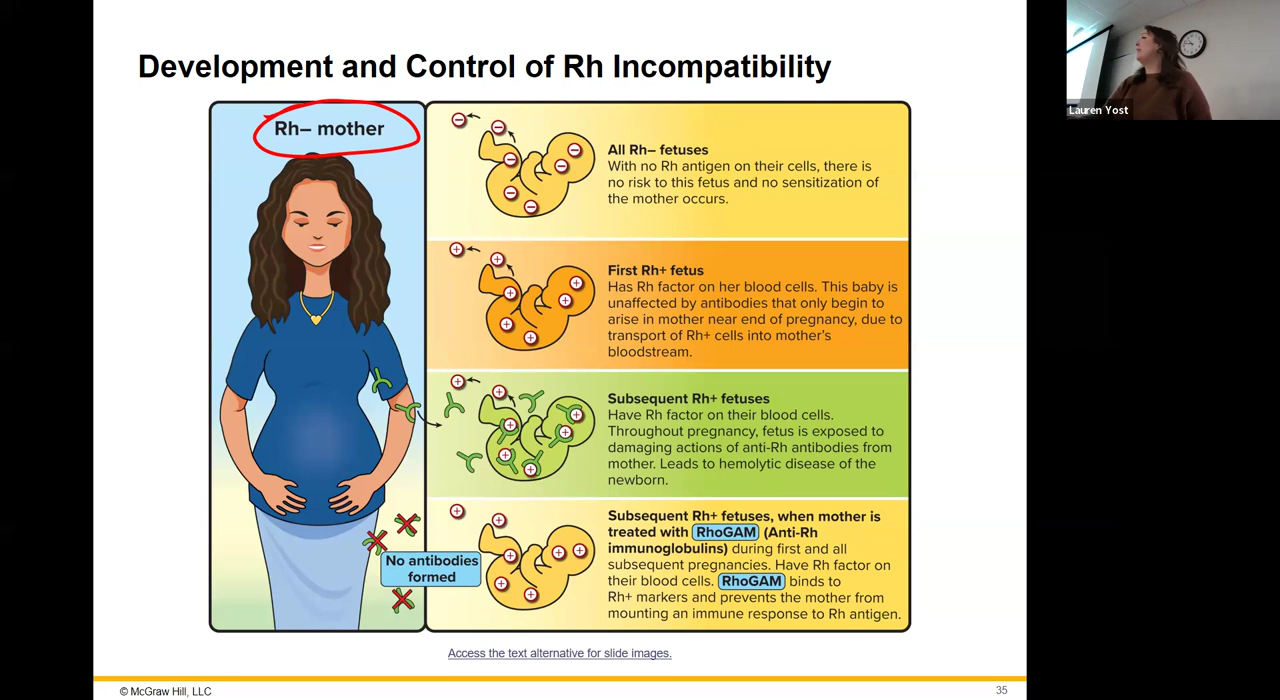 Development and Control of Rh Incompatibility
Rh– mother
All Rh– fetuses
With no Rh antigen on their cells, there is
no risk to this fetus and no sensitization of
the mother occurs.
First Rh+ fetus
Has Rh factor on her blood cells. This baby is
unaffected by antibodies that only begin to
arise in mother near end of pregnancy, due to
transport of Rh+ cells into mother's
bloodstream.
Subsequent Rh+ fetuses
Have Rh factor on their blood cells.
Throughout pregnancy, fetus is exposed to
damaging actions of anti-Rh antibodies from
mother. Leads to hemolytic disease of the
newborn.
No antibodies
formed
Subsequent Rh+ fetuses, when mother is
treated with RhoGAM (Anti-Rh
immunoglobulins) during first and all
subsequent pregnancies. Have Rh factor on
their blood cells. RhoGAM binds to
Rh+ markers and prevents the mother from
mounting an immune response to Rh antigen.
Access the text alternative for slide images.
© McGraw Hill, LLC
35
Lauren Yost